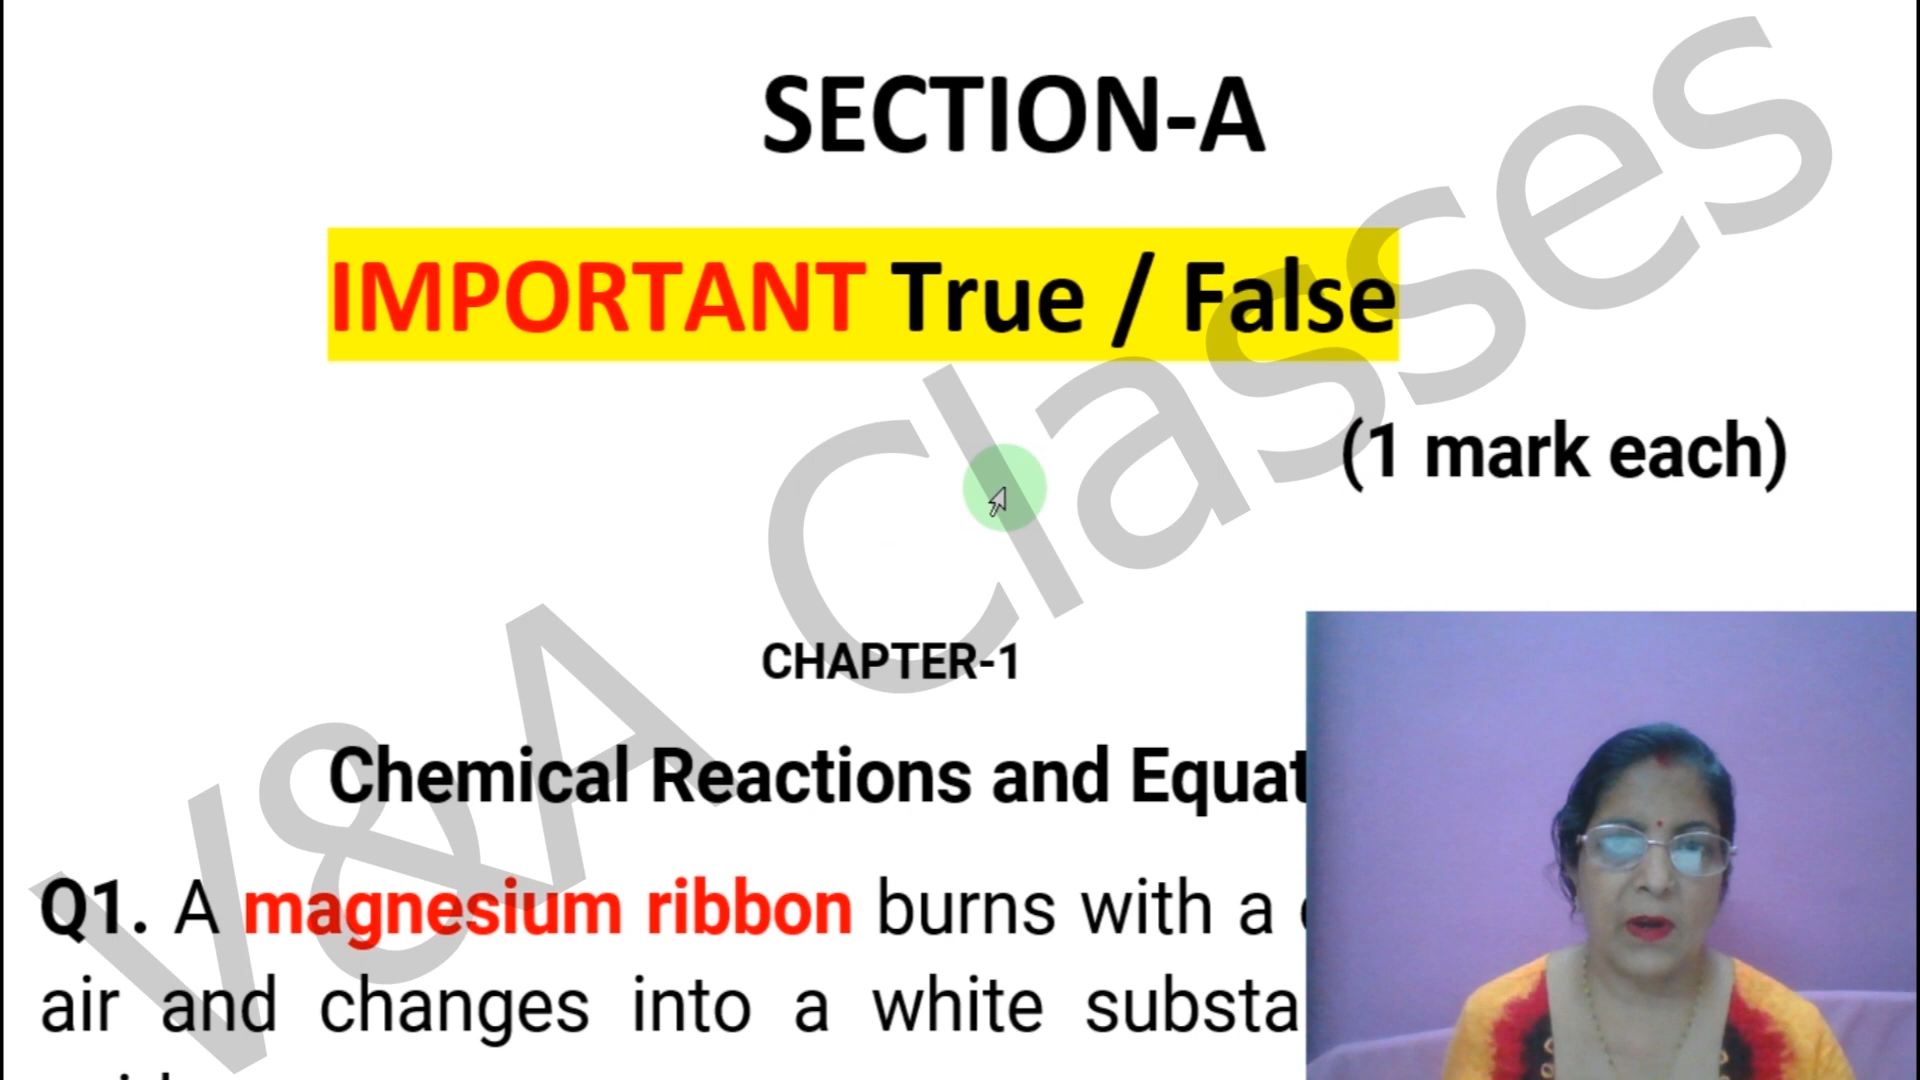 SECTION-A
IMPORTANT True / False
(1 mark each)
CHAPTER-1
Chemical Reactions and Equat
Q1. A magnesium ribbon burns with a
air and changes into a white substa
V&A Classes